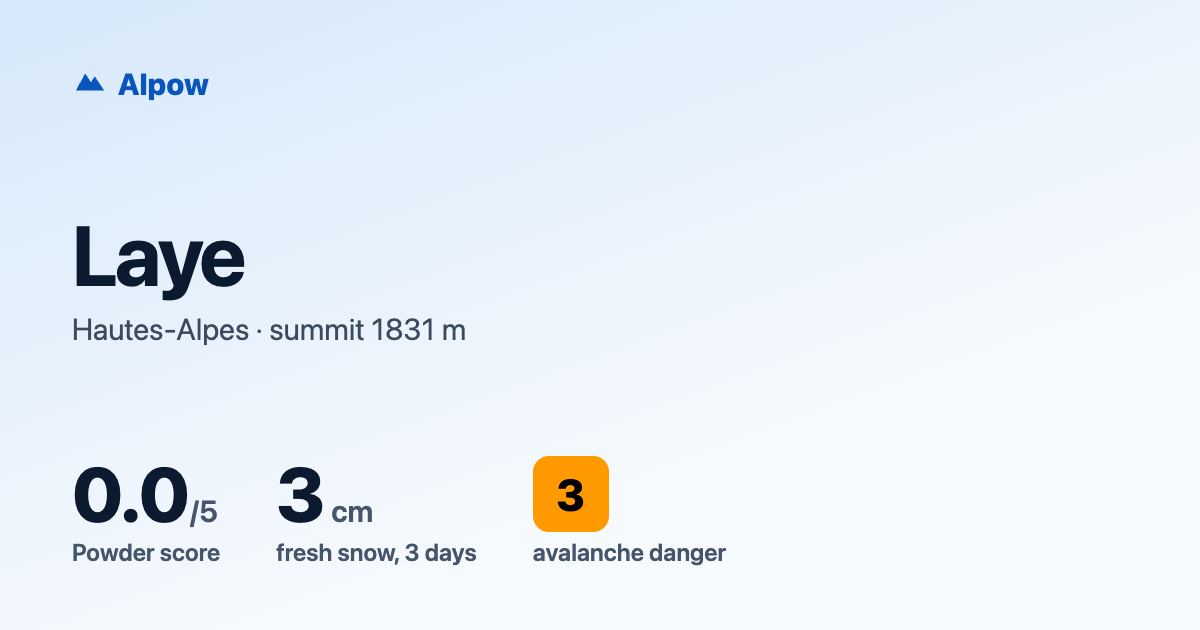 Alpow
Laye
Hautes-Alpes · summit 1831 m
0.0/5
Powder score
3 cm
fresh snow, 3 days
3
avalanche danger